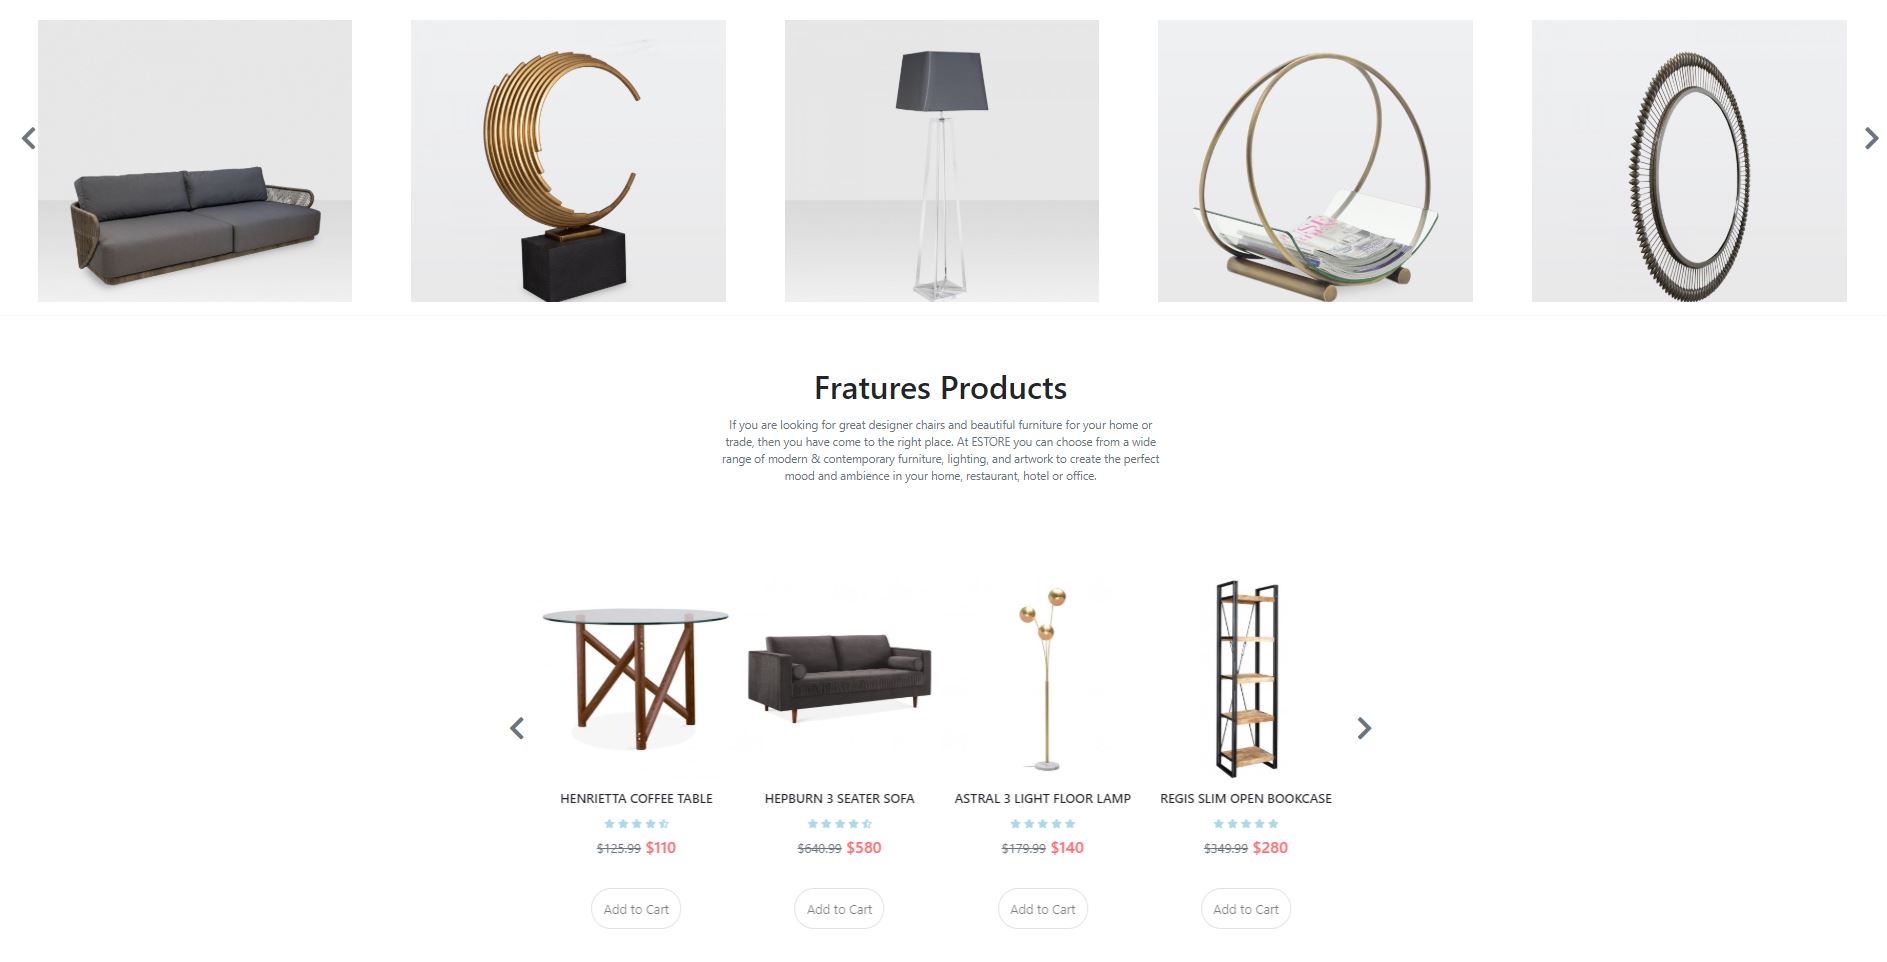 Fratures Products
If you are looking for great designer chairs and beautiful furniture for your home or
trade, then you have come to the right place. At ESTORE you can choose from a wide
range of modern & contemporary furniture, lighting, and artwork to create the perfect
mood and ambience in your home, restaurant, hotel or office.
HENRIETTA COFFEE TABLE
$125.99 $110
Add to Cart
HEPBURN 3 SEATER SOFA
$640.99 $580
Add to Cart
ASTRAL 3 LIGHT FLOOR LAMP
$179.99 $140
Add to Cart
REGIS SLIM OPEN BOOKCASE
$349.99 $280
Add to Cart